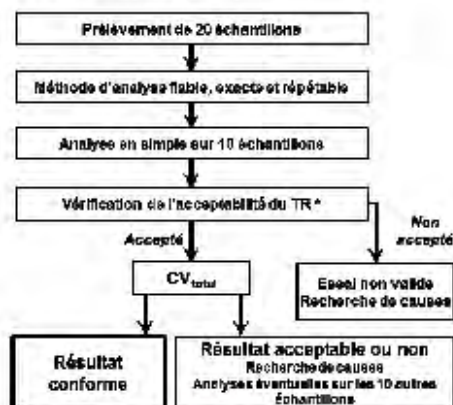 Prélèvement de 20 échantillons
Méthode d'analyse fiable, exacte et répétable
Analyse en simple sur 10 échantillons
Vérification de l'acceptabilité du TR *
Accepté
Non
accepté
CVtotal
Essai non valide
Recherche de causes
Résultat
conforme
Résultat acceptable ou non
Recherche de causes
Analyses éventuelles sur les 10 autres
échantillons